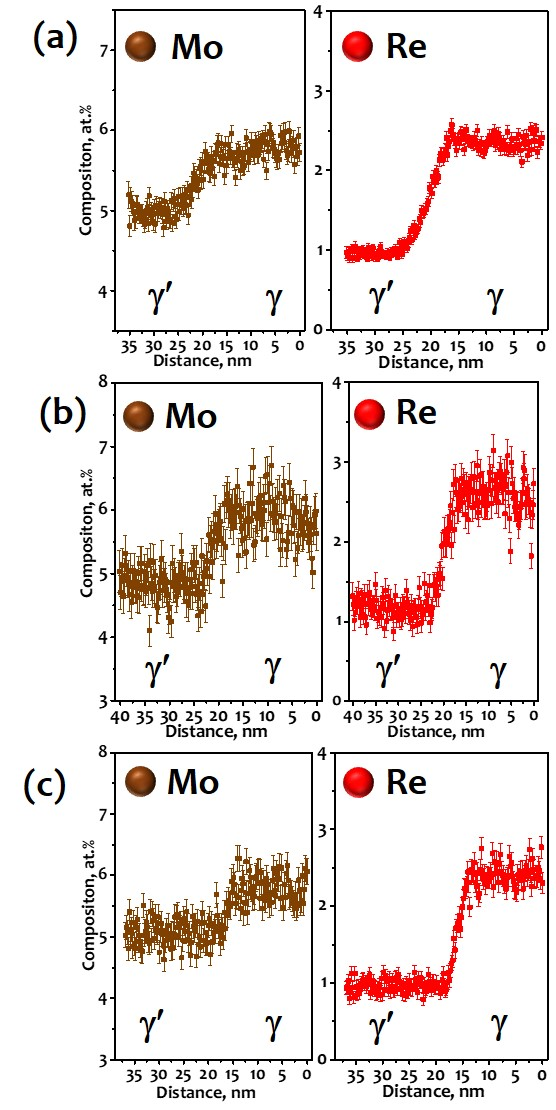 (a)
Mo
Re
Compositon, at.%
7
6
5
4
4
3
2
1
0
γ′ γ
γ′ γ
35 30 25 20 15 10 5 0
35 30 25 20 15 10 5 0
Distance, nm
Distance, nm
(b)
Mo
Re
Compositon, at.%
8
7
6
5
4
3
4
3
2
1
0
γ′ γ
γ′ γ
40 35 30 25 20 15 10 5 0
40 35 30 25 20 15 10 5 0
Distance, nm
Distance, nm
(c)
Mo
Re
Compositon, at.%
8
7
6
5
4
3
4
3
2
1
0
γ′ γ
γ′ γ
35 30 25 20 15 10 5 0
35 30 25 20 15 10 5 0
Distance, nm
Distance, nm